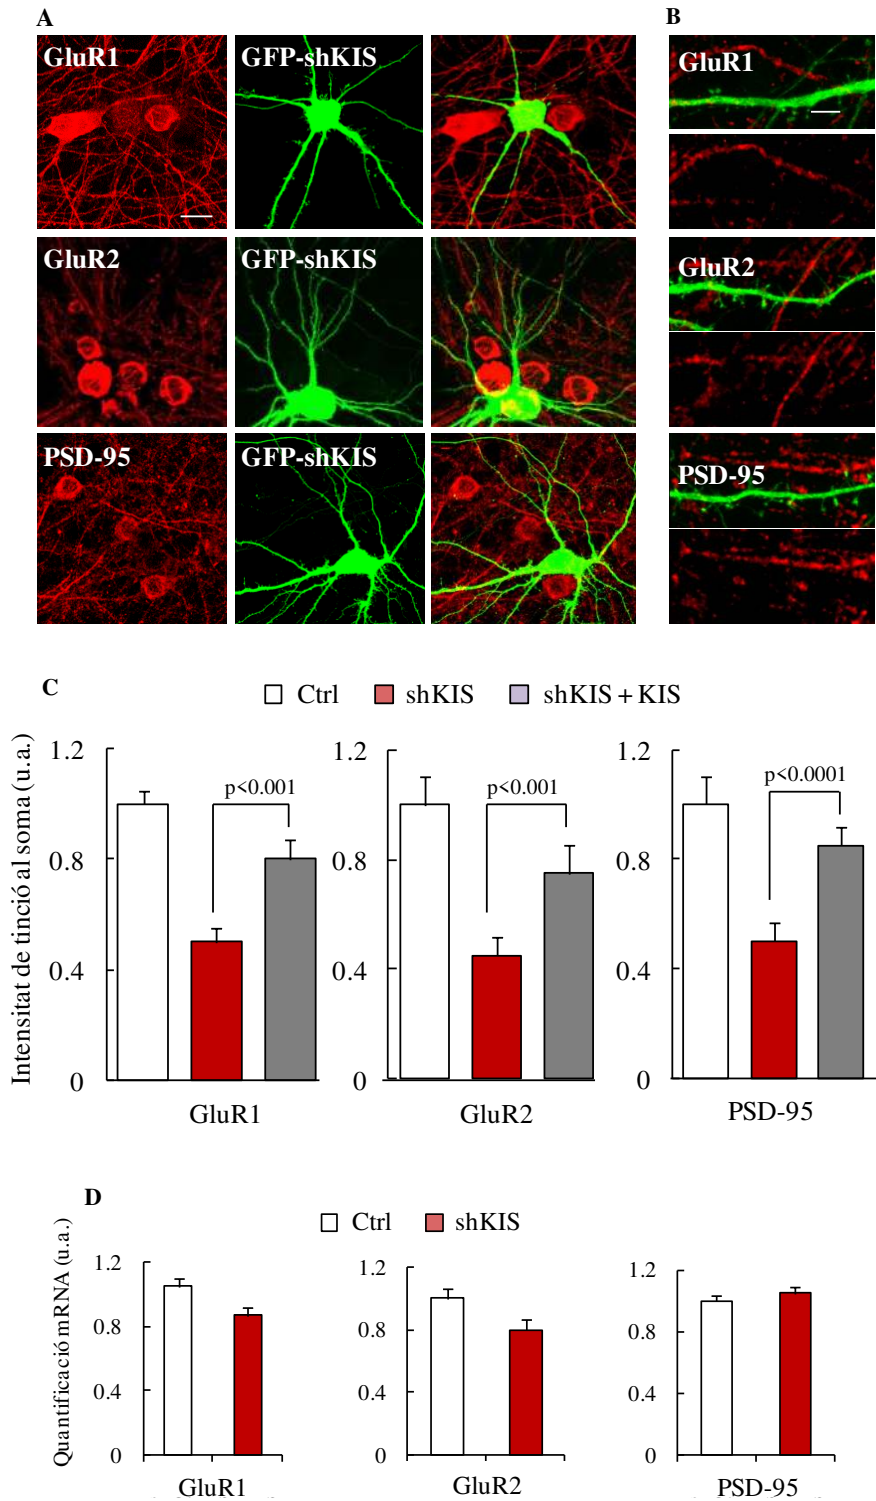 A
B
GluR1
GFP-shKIS
GluR1
GluR2
GFP-shKIS
GluR2
PSD-95
GFP-shKIS
PSD-95
C
Ctrl shKIS shKIS + KIS
Intensitat de tinció al soma (u.a.)
1.2
0.8
0.4
0
p<0.001
GluR1
1.2
0.8
0.4
0
p<0.001
GluR2
1.2
0.8
0.4
0
p<0.0001
PSD-95
D
Ctrl shKIS
Quantificació mRNA (u.a.)
1.2
0.8
0.4
0
GluR1
1.2
0.8
0.4
0
GluR2
1.2
0.8
0.4
0
PSD-95